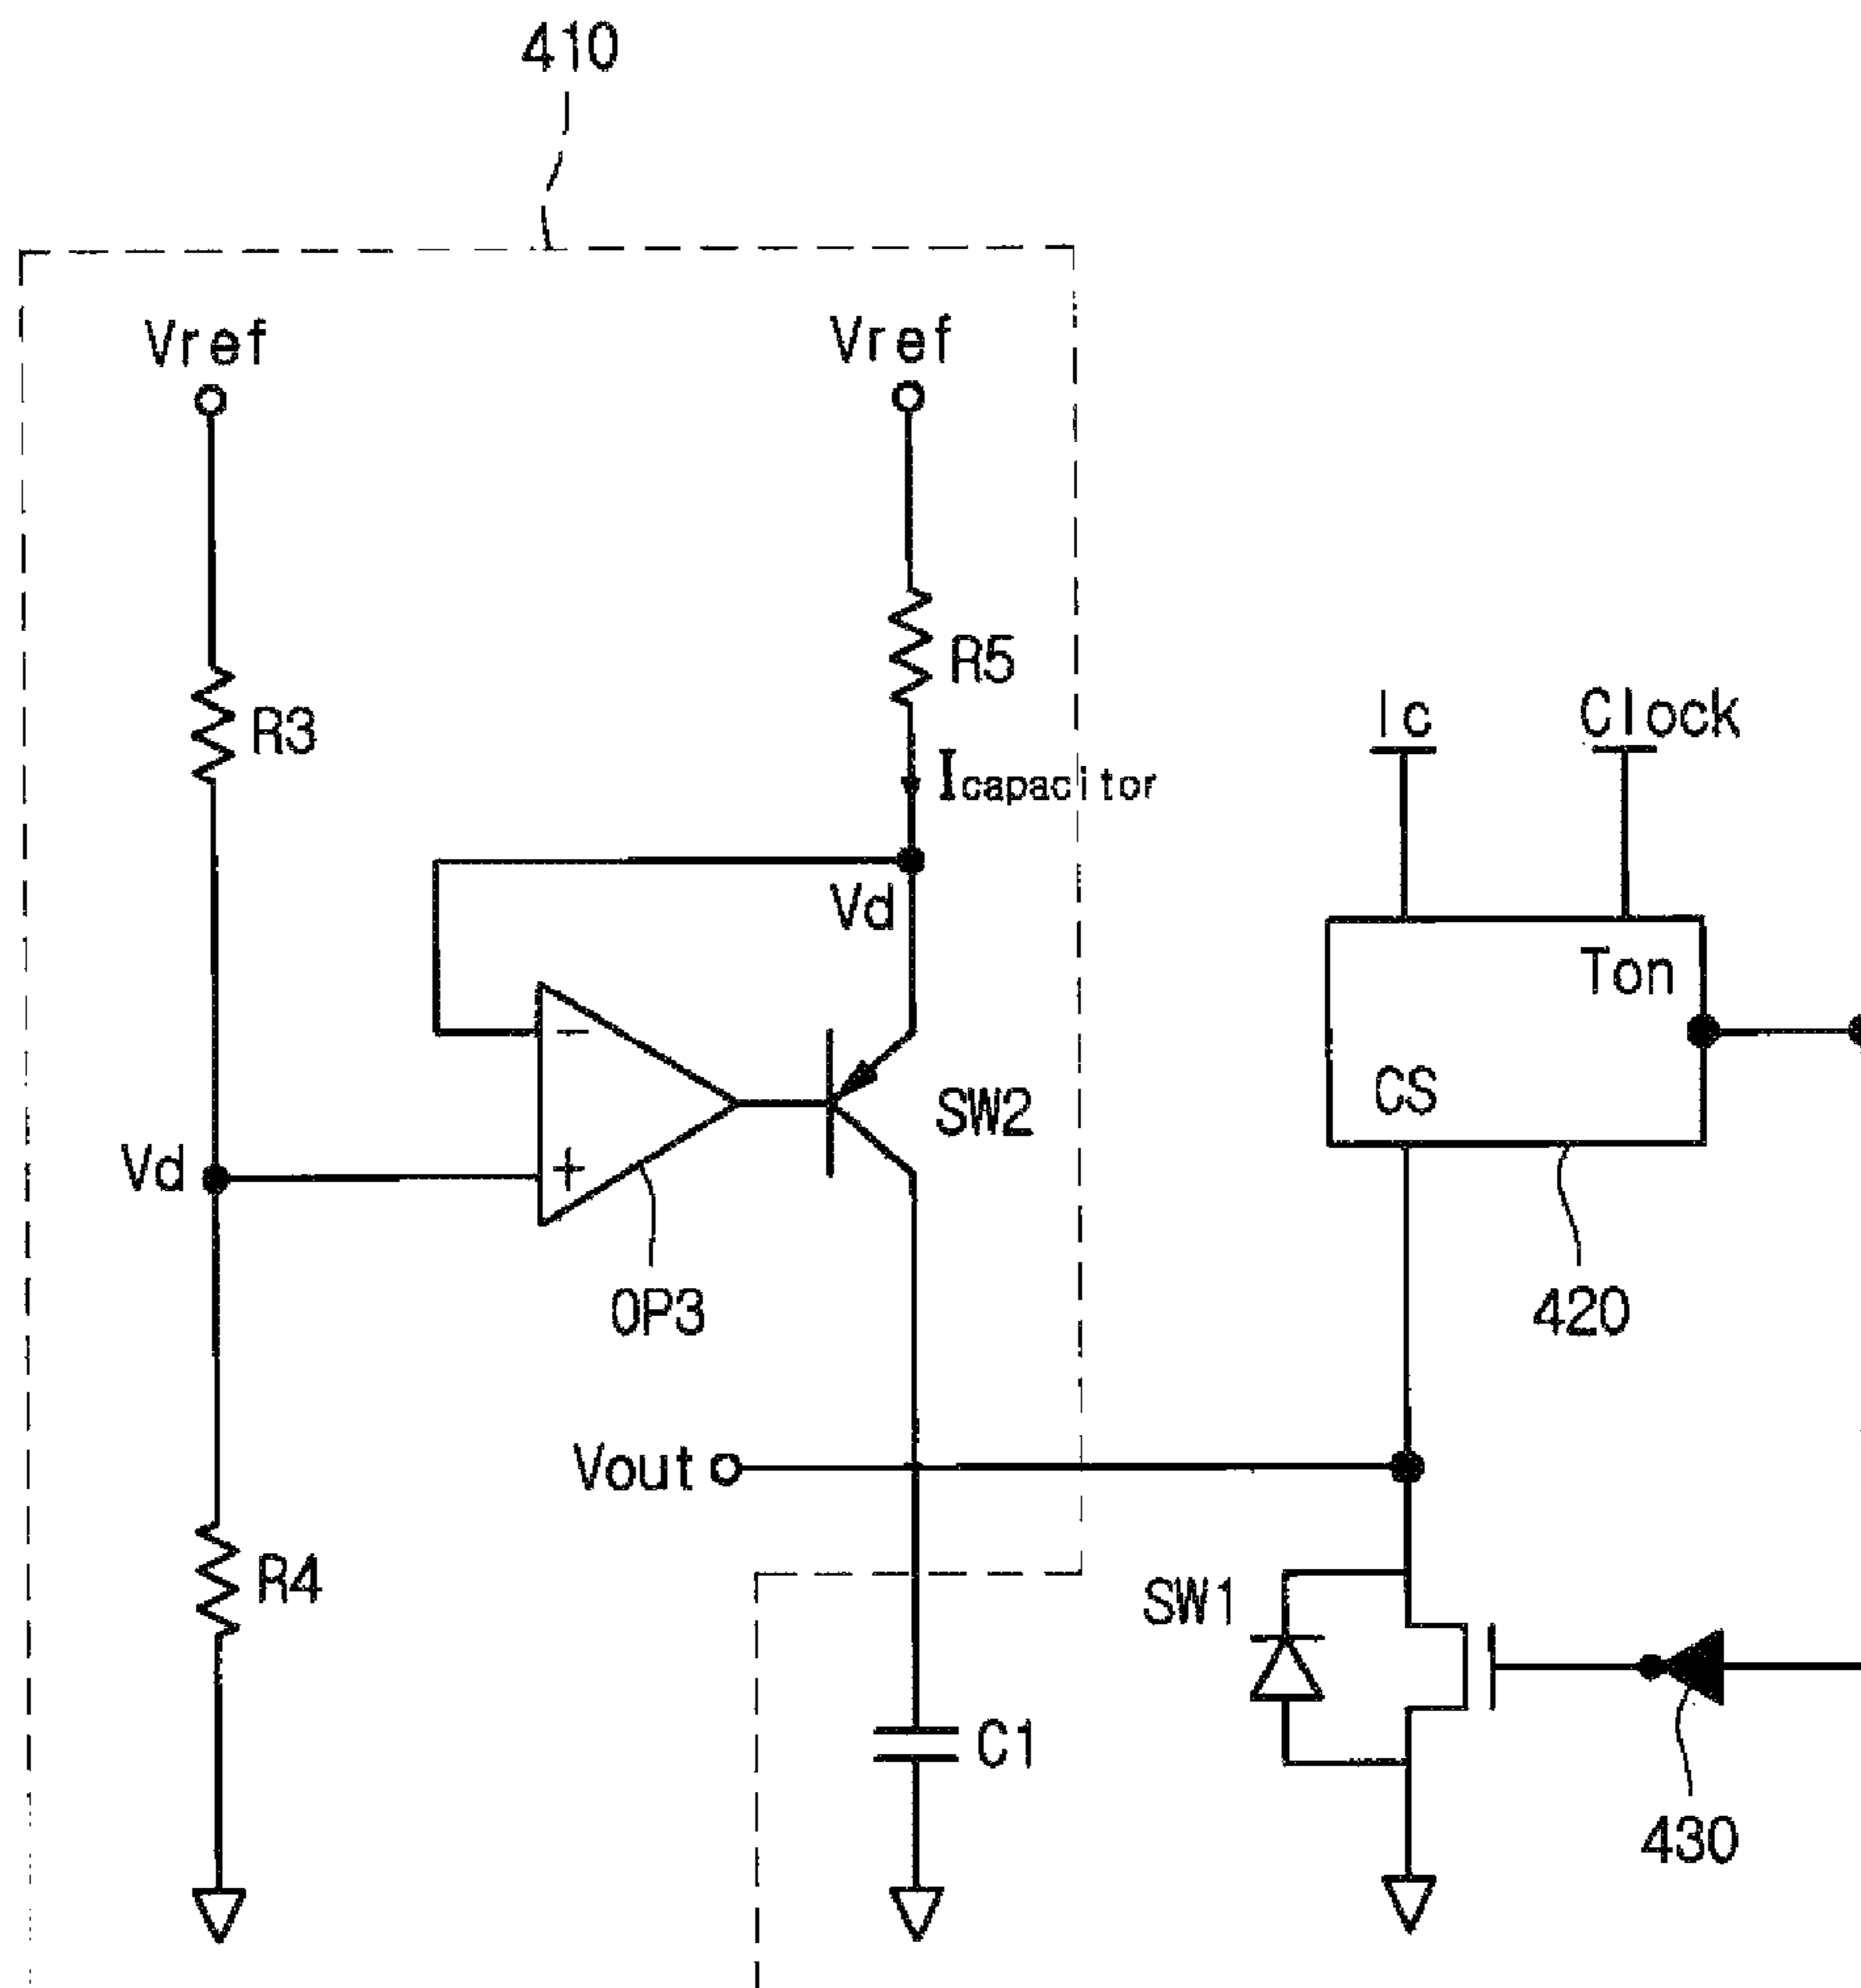 410
Vref
Vref
R3
R5
Icapacitor
Ic
Clock
Vd
Ton
CS
SW2
Vd
-
+
OP3
420
Vout
R4
SW1
C1
430